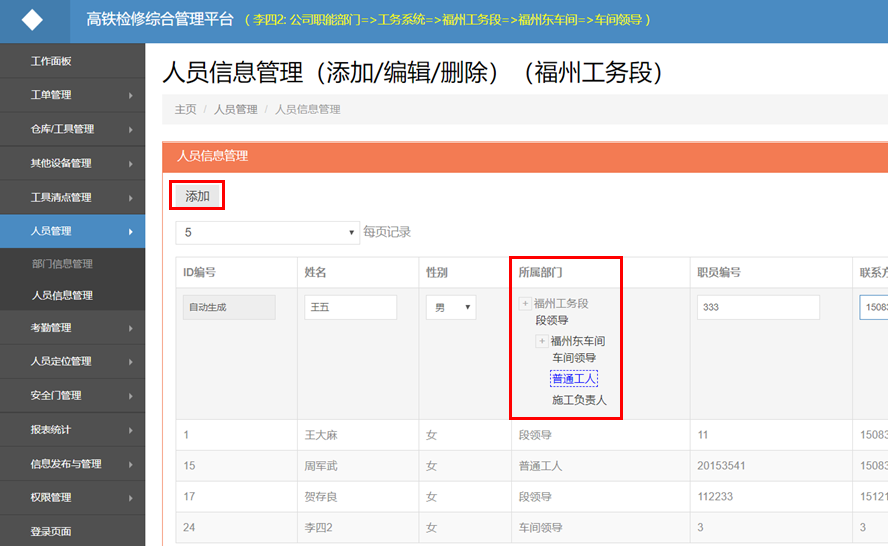 高铁检修综合管理平台 （ 李四2: 公司职能部门=>工务系统=>福州工务段=>福州东车间=>车间领导 ）
工作面板
工单管理
仓库/工具管理
其他设备管理
工具清点管理
人员管理
部门信息管理
人员信息管理
考勤管理
人员定位管理
安全门管理
报表统计
信息发布与管理
权限管理
登录页面
人员信息管理（添加/编辑/删除）（福州工务段）
主页 / 人员管理 / 人员信息管理
人员信息管理
添加
5 每页记录
ID编号 姓名 性别 所属部门 职员编号 联系方
自动生成 王五 男 福州工务段 333 1508
段领导
福州东车间
车间领导
普通工人
施工负责人
1 王大麻 女 段领导 11 1508
15 周军武 女 普通工人 20153541 1508
17 贺存良 女 段领导 112233 1512
24 李四2 女 车间领导 3 3